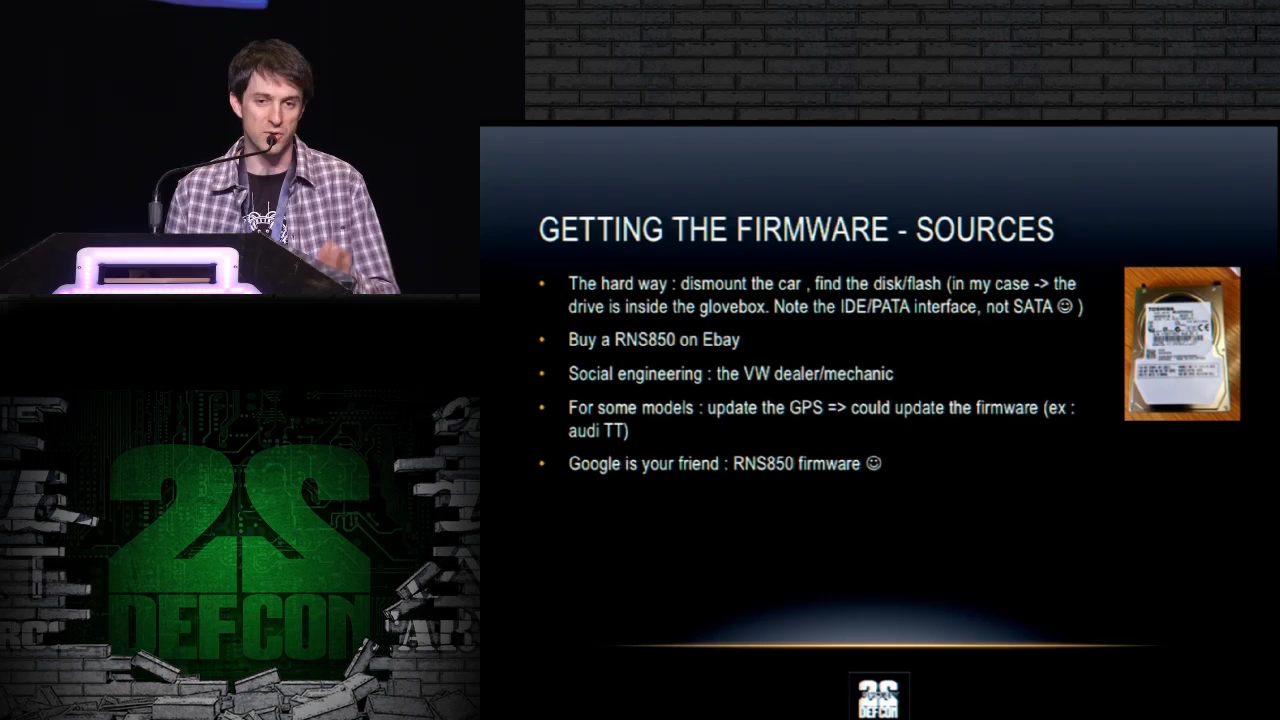 GETTING THE FIRMWARE - SOURCES
• The hard way : dismount the car , find the disk/flash (in my case -> the
drive is inside the glovebox. Note the IDE/PATA interface, not SATA ☺ )
• Buy a RNS850 on Ebay
• Social engineering : the VW dealer/mechanic
• For some models : update the GPS => could update the firmware (ex :
audi TT)
• Google is your friend : RNS850 firmware ☺
TOSHIBA
DEFCON
DEFCON